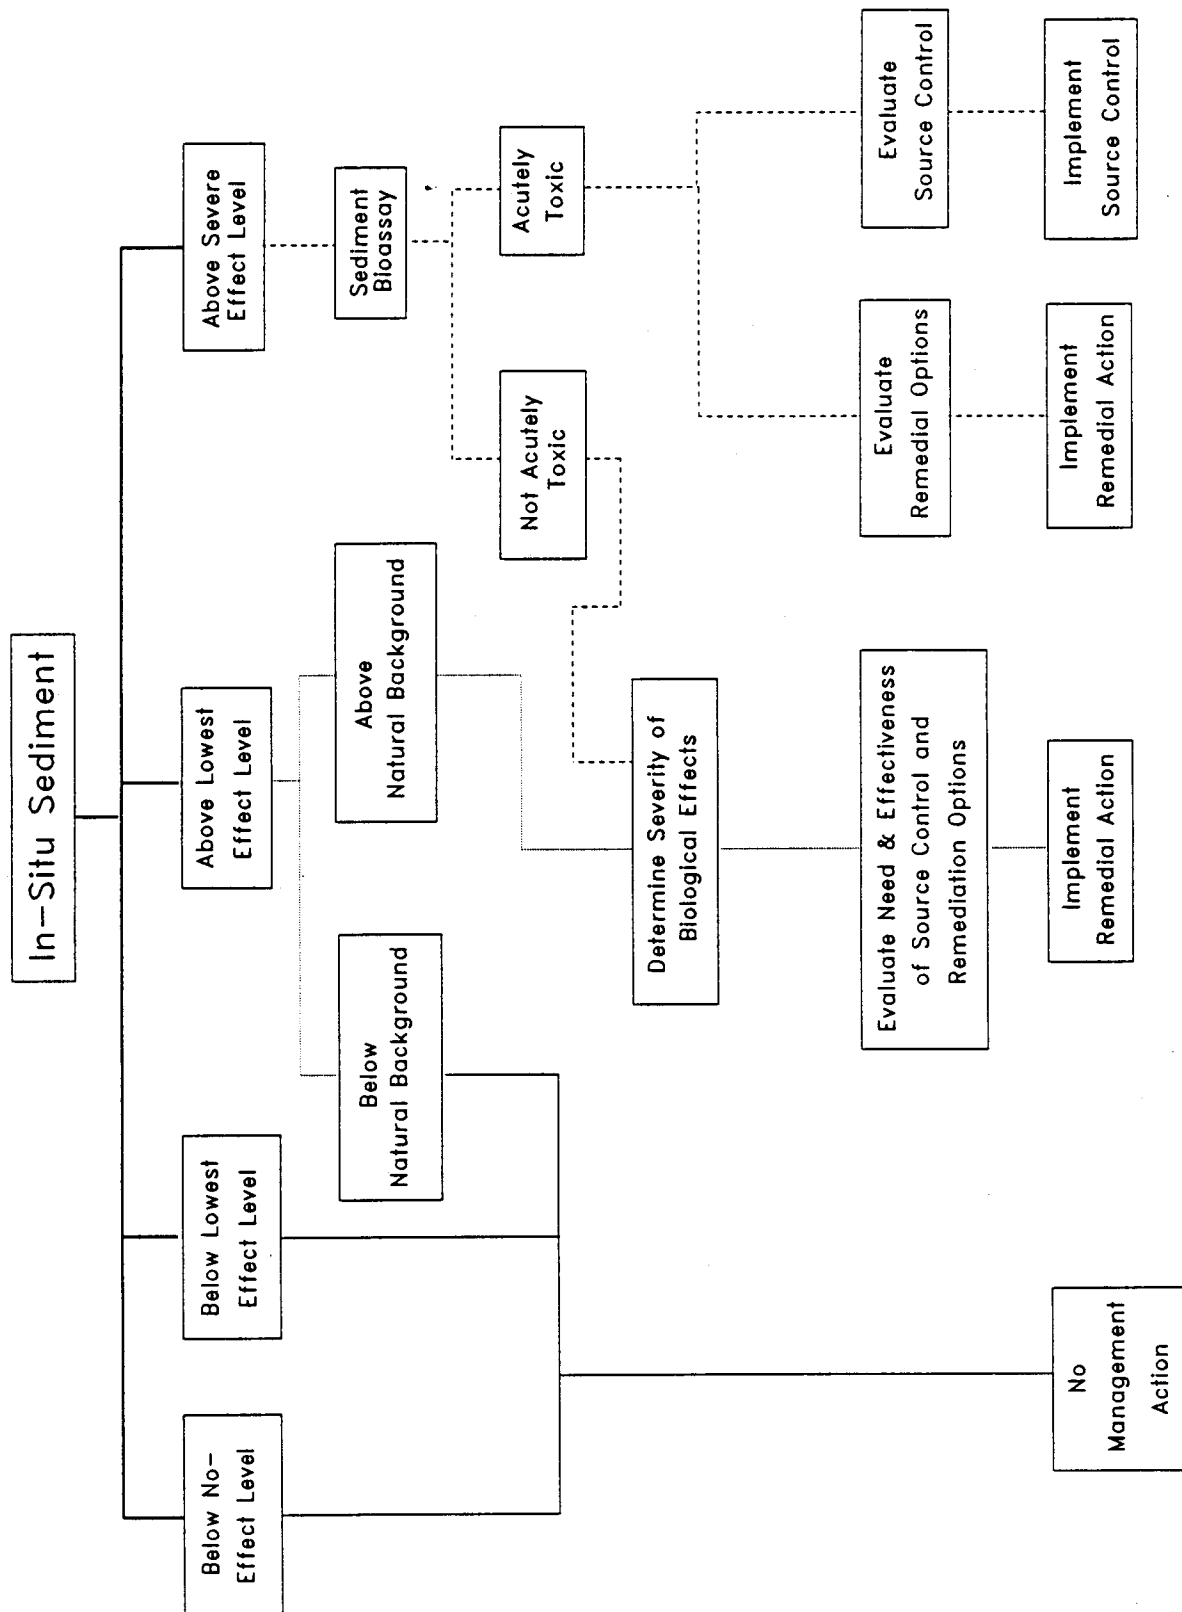 In-Situ Sediment
Below No-
Effect Level
Below Lowest
Effect Level
Above Lowest
Effect Level
Above Severe
Effect Level
Below
Natural Background
Above
Natural Background
Sediment
Bioassay
Not Acutely
Toxic
Acutely
Toxic
Determine Severity of
Biological Effects
Evaluate Need & Effectiveness
of Source Control and
Remediation Options
Evaluate
Remedial Options
Evaluate
Source Control
No
Management
Action
Implement
Remedial Action
Implement
Remedial Action
Implement
Source Control